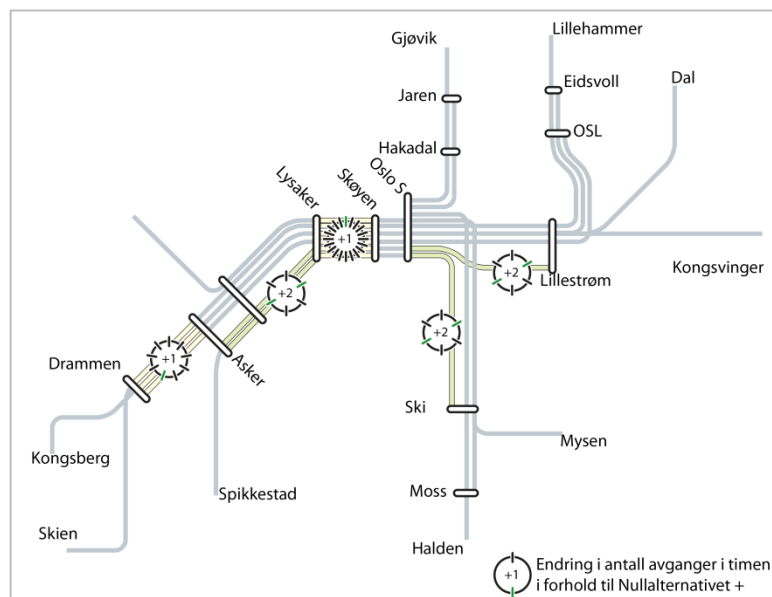 Gjøvik
Lillehammer
Eidsvoll
Dal
Jaren
OSL
Hakadal
Oslo S
Skøyen
Lysaker
+1
Kongsvinger
+2
Lillestrøm
+2
+2
Drammen
+1
Asker
Ski
Mysen
Kongsberg
Spikkestad
Moss
Skien
Halden
+1
Endring i antall avganger i timen
i forhold til Nullalternativet +